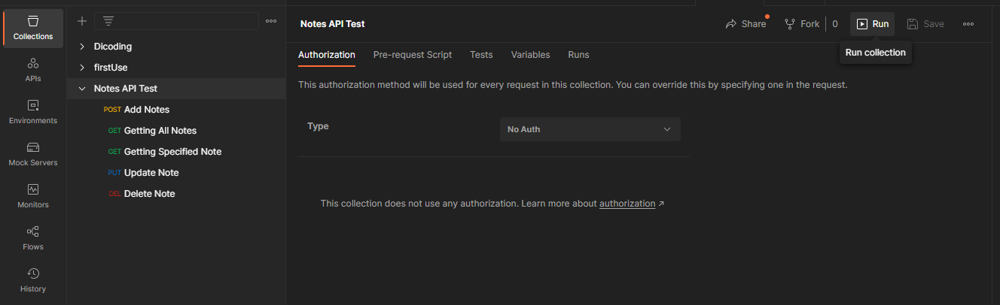 Collections
APIs
Environments
Mock Servers
Monitors
Flows
History
Dicoding
firstUse
Notes API Test
POST Add Notes
GET Getting All Notes
GET Getting Specified Note
PUT Update Note
DEL Delete Note
Notes API Test
Share
Fork
0
Run
Save
Run collection
Authorization
Pre-request Script
Tests
Variables
Runs
This authorization method will be used for every request in this collection. You can override this by specifying one in the request.
Type
No Auth
This collection does not use any authorization. Learn more about authorization ↗